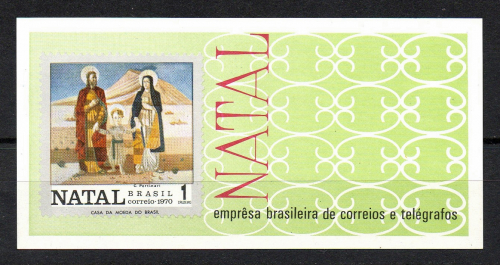 C. Portinari
BRASIL
NATAL correio-1970 1
CASA DA MOEDA DO BRASIL
NATAL
emprêsa brasileira de correios e telégrafos